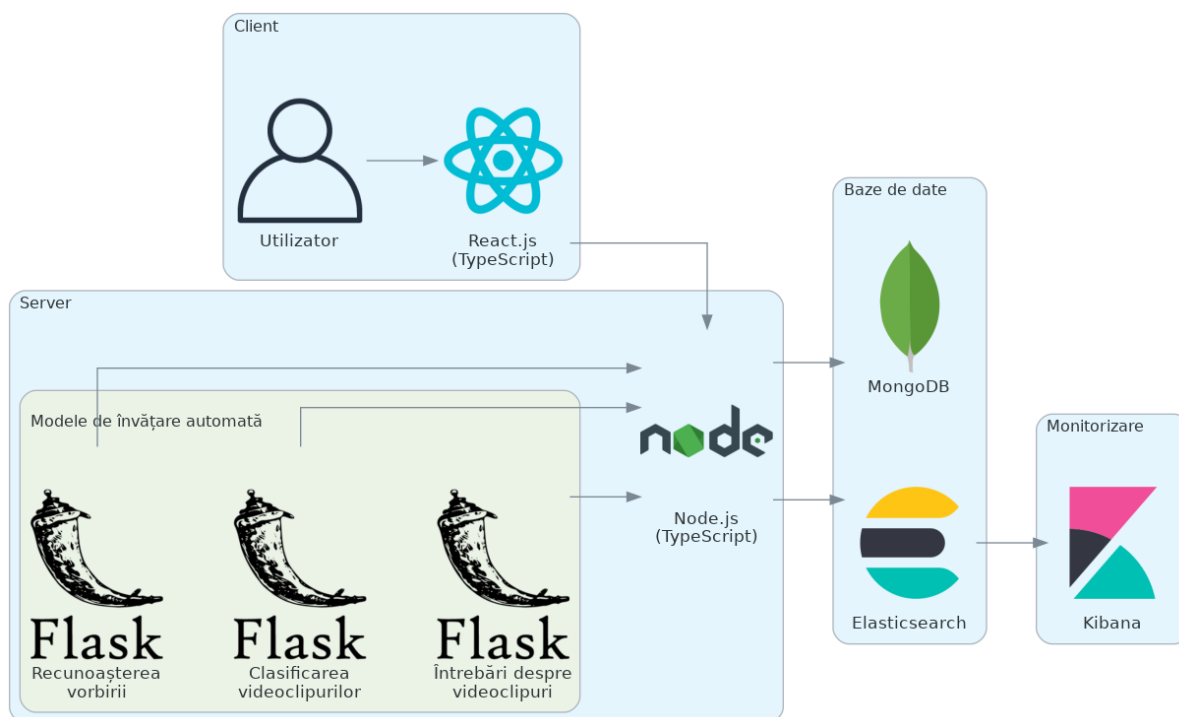 Client
Utilizator
React.js
(TypeScript)
Server
Modele de învățare automată
Flask
Recunoașterea
vorbirii
Flask
Clasificarea
videoclipurilor
Flask
Întrebări despre
videoclipuri
node
Node.js
(TypeScript)
Baze de date
MongoDB
Elasticsearch
Monitorizare
Kibana